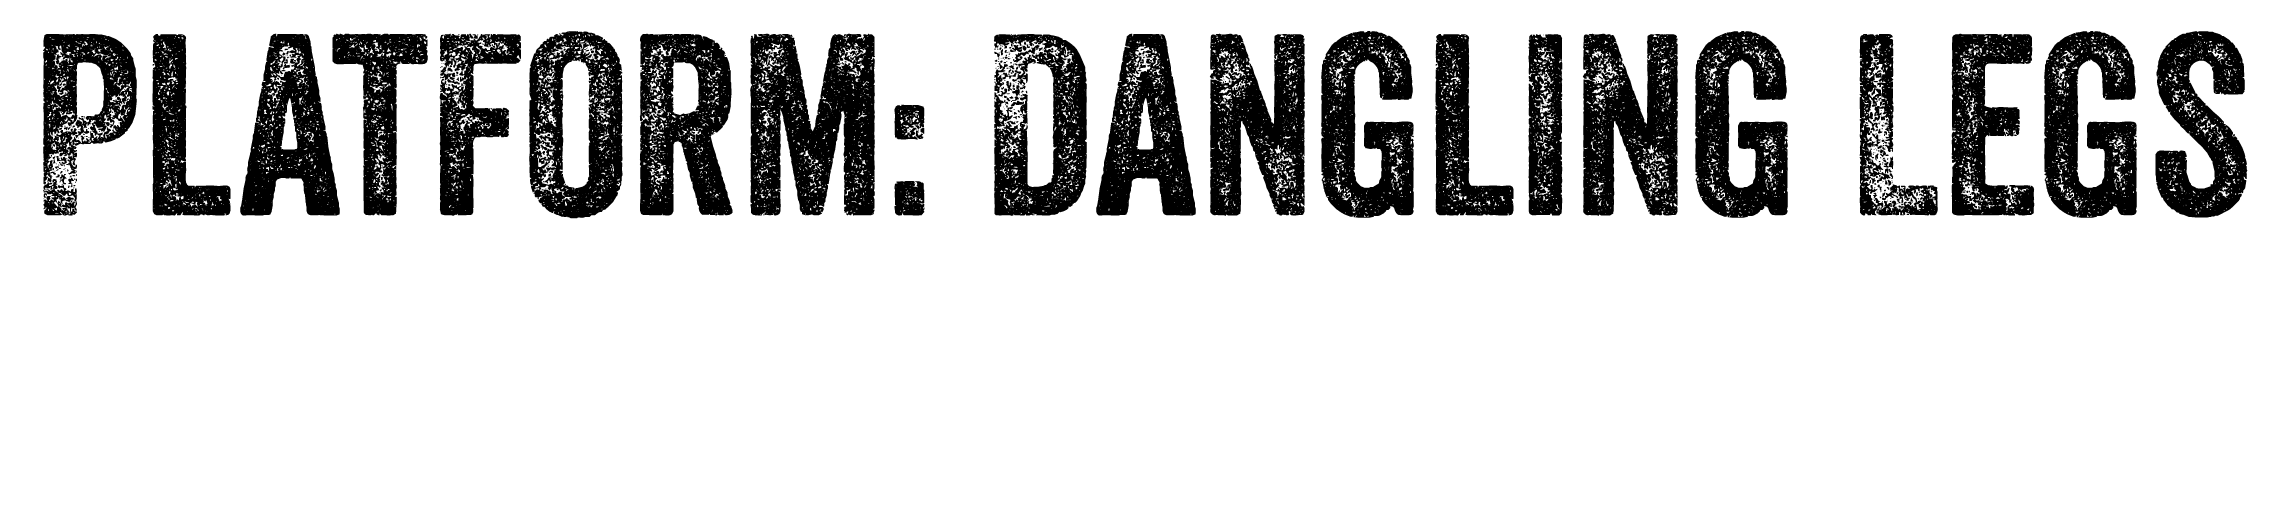 PLATFORM: DANGLING LEGS